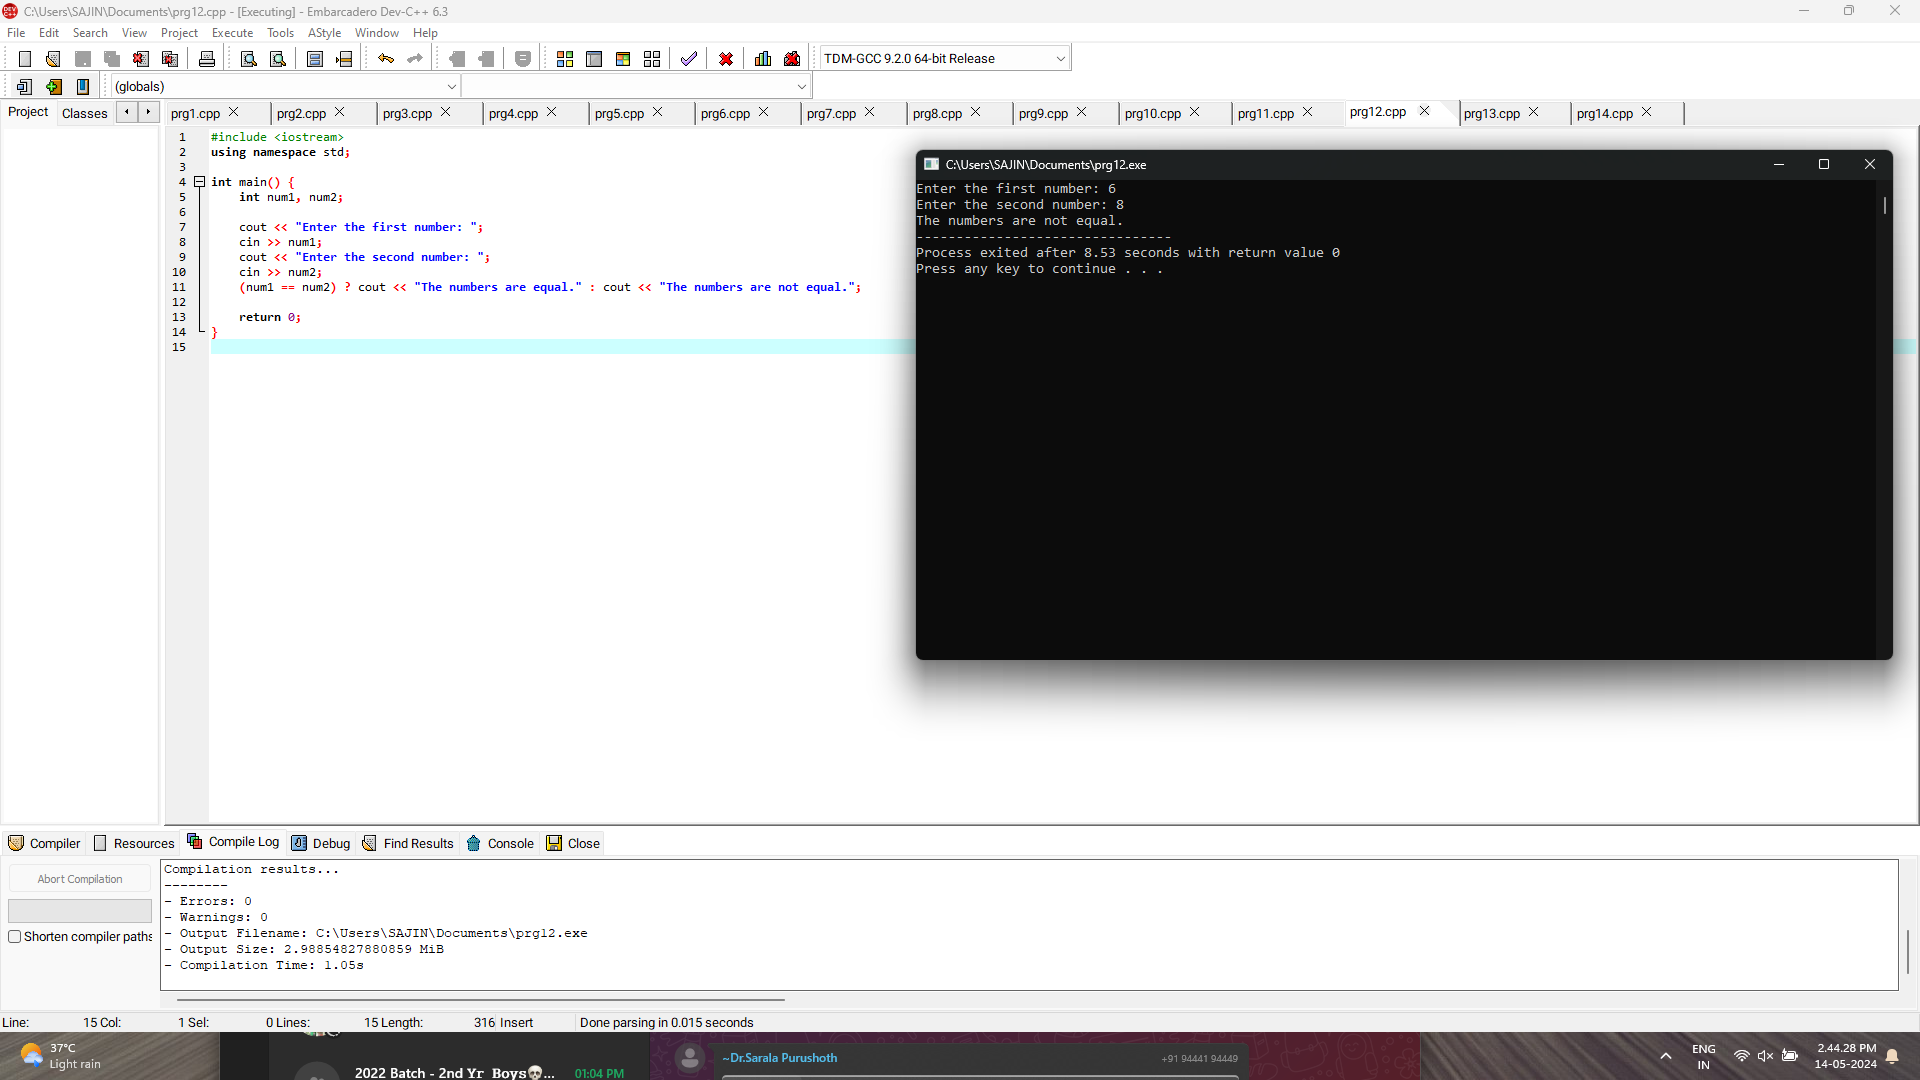 C:\Users\SAJIN\Documents\prg12.cpp - [Executing] - Embarcadero Dev-C++ 6.3
File Edit Search View Project Execute Tools AStyle Window Help
TDM-GCC 9.2.0 64-bit Release
(globals)
Project Classes prg1.cpp prg2.cpp prg3.cpp prg4.cpp prg5.cpp prg6.cpp prg7.cpp prg8.cpp prg9.cpp prg10.cpp prg11.cpp prg12.cpp prg13.cpp prg14.cpp
1 #include <iostream>
2 using namespace std;
3
4 int main() {
5 int num1, num2;
6
7 cout << "Enter the first number: ";
8 cin >> num1;
9 cout << "Enter the second number: ";
10 cin >> num2;
11 (num1 == num2) ? cout << "The numbers are equal." : cout << "The numbers are not equal.";
12
13 return 0;
14 }
15
C:\Users\SAJIN\Documents\prg12.exe
Enter the first number: 6
Enter the second number: 8
The numbers are not equal.
--------------------------------
Process exited after 8.53 seconds with return value 0
Press any key to continue . . .
Compiler Resources Compile Log Debug Find Results Console Close
Abort Compilation
Shorten compiler paths
Compilation results...
--------
- Errors: 0
- Warnings: 0
- Output Filename: C:\Users\SAJIN\Documents\prg12.exe
- Output Size: 2.98854827880859 MiB
- Compilation Time: 1.05s
Line: 15 Col: 1 Sel: 0 Lines: 15 Length: 316 Insert Done parsing in 0.015 seconds
37°C
Light rain
2022 Batch - 2nd Yr Boys💀... 01:04 PM
~Dr.Sarala Purushoth +91 94441 94449
ENG
IN
2.44.28 PM
14-05-2024